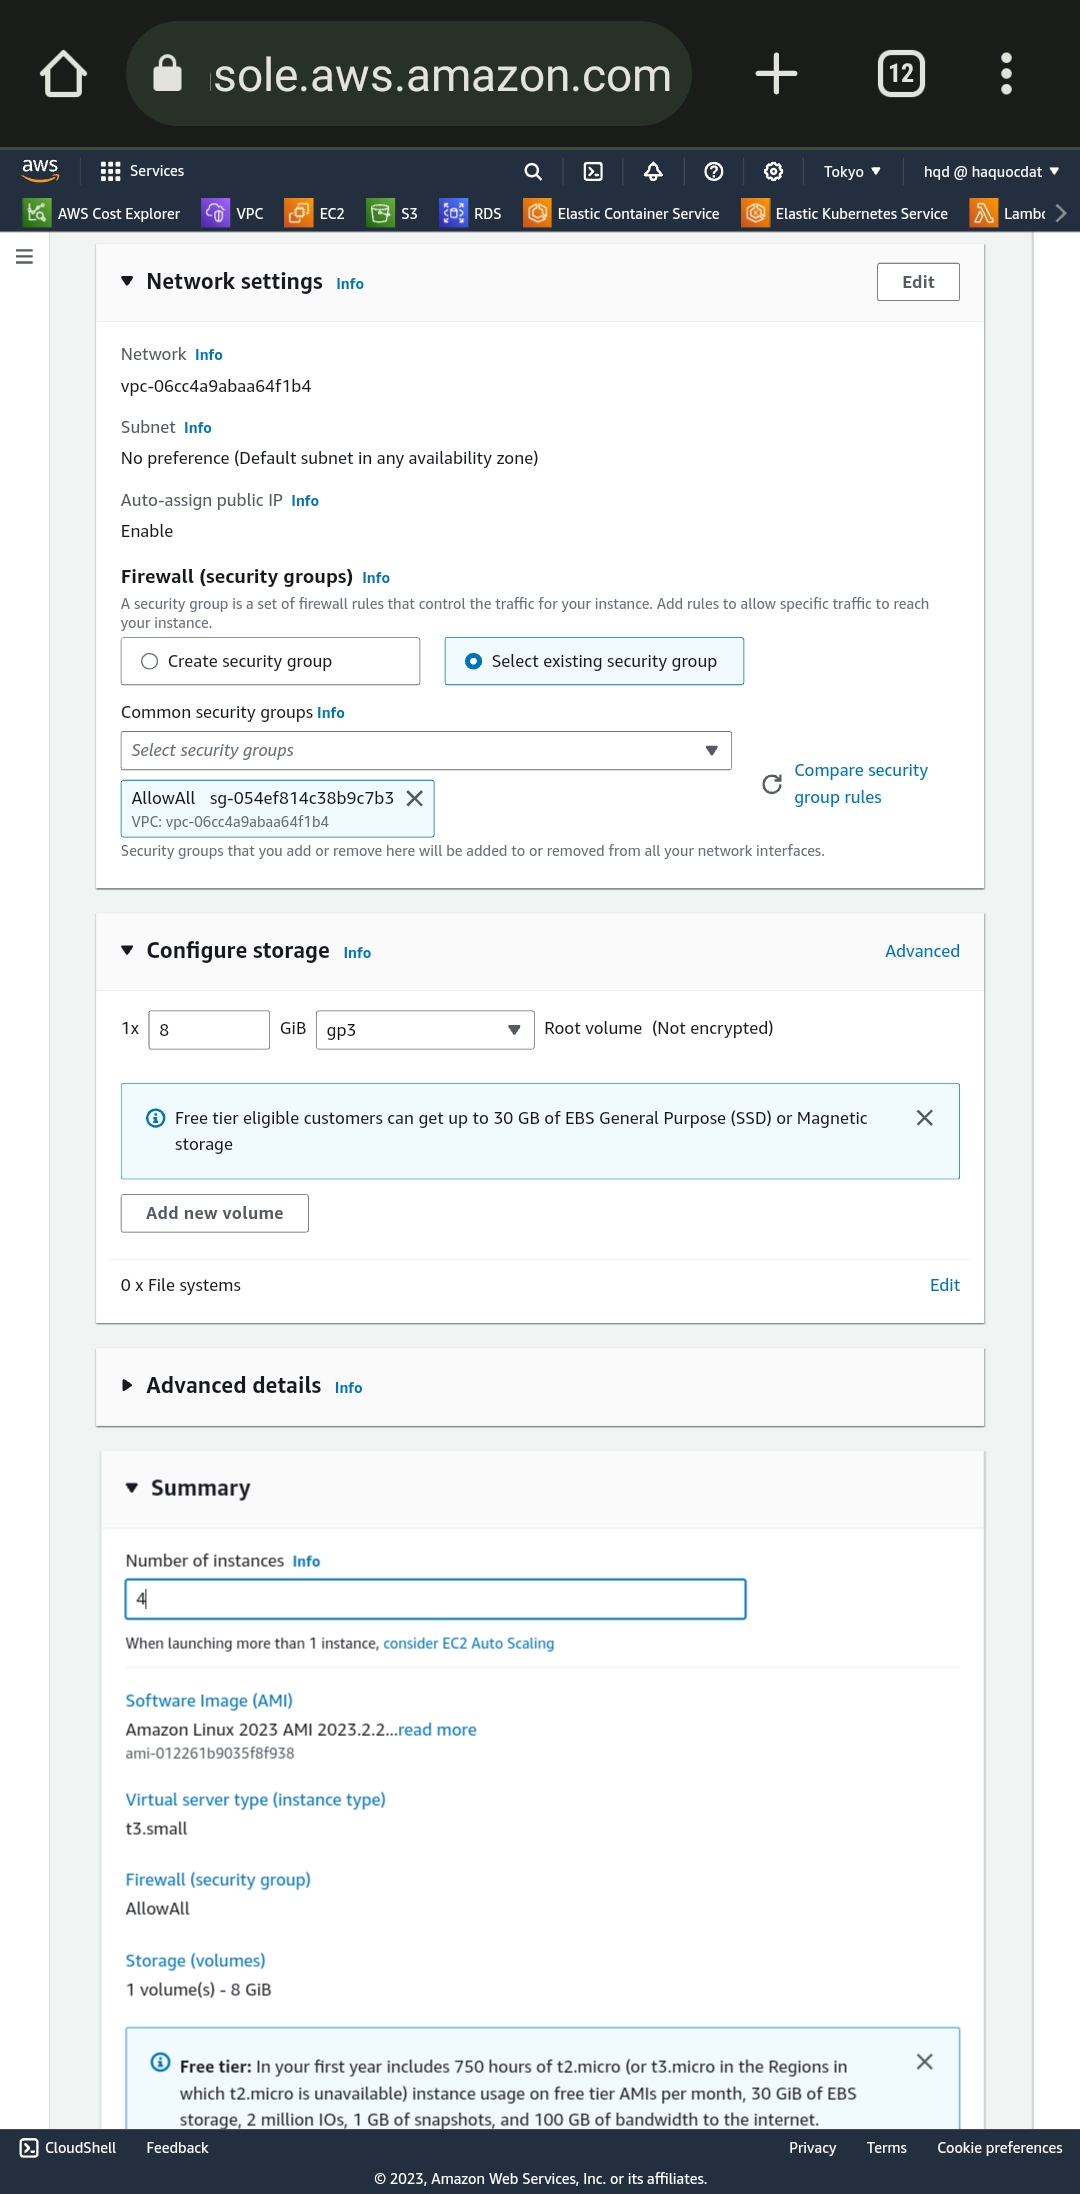 sole.aws.amazon.com
12
aws
Services
Tokyo
hqd @ haquocdat
AWS Cost Explorer
VPC
EC2
S3
RDS
Elastic Container Service
Elastic Kubernetes Service
Lambd
Network settings Info
Edit
Network Info
vpc-06cc4a9abaa64f1b4
Subnet Info
No preference (Default subnet in any availability zone)
Auto-assign public IP Info
Enable
Firewall (security groups) Info
A security group is a set of firewall rules that control the traffic for your instance. Add rules to allow specific traffic to reach
your instance.
Create security group
Select existing security group
Common security groups Info
Select security groups
AllowAll sg-054ef814c38b9c7b3
VPC: vpc-06cc4a9abaa64f1b4
Compare security
group rules
Security groups that you add or remove here will be added to or removed from all your network interfaces.
Configure storage Info
Advanced
1x
8
GiB
gp3
Root volume (Not encrypted)
Free tier eligible customers can get up to 30 GB of EBS General Purpose (SSD) or Magnetic
storage
Add new volume
0 x File systems
Edit
Advanced details Info
Summary
Number of instances Info
4
When launching more than 1 instance, consider EC2 Auto Scaling
Software Image (AMI)
Amazon Linux 2023 AMI 2023.2.2...read more
ami-012261b9035f8f938
Virtual server type (instance type)
t3.small
Firewall (security group)
AllowAll
Storage (volumes)
1 volume(s) - 8 GiB
Free tier: In your first year includes 750 hours of t2.micro (or t3.micro in the Regions in
which t2.micro is unavailable) instance usage on free tier AMIs per month, 30 GiB of EBS
storage, 2 million IOs, 1 GB of snapshots, and 100 GB of bandwidth to the internet.
CloudShell
Feedback
Privacy
Terms
Cookie preferences
© 2023, Amazon Web Services, Inc. or its affiliates.